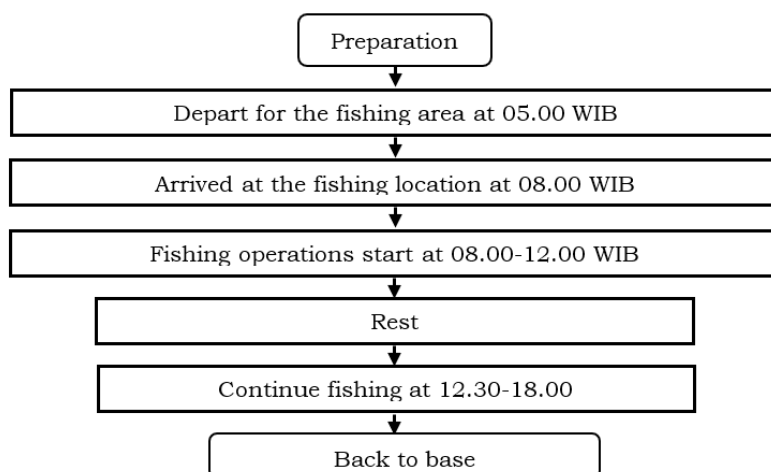 Preparation
Depart for the fishing area at 05.00 WIB
Arrived at the fishing location at 08.00 WIB
Fishing operations start at 08.00-12.00 WIB
Rest
Continue fishing at 12.30-18.00
Back to base